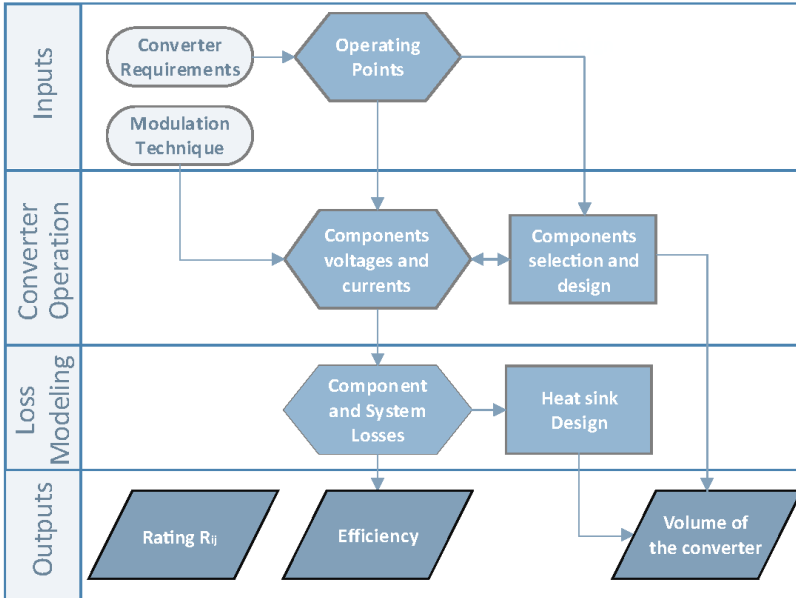 Inputs
Converter
Requirements
Operating
Points
Modulation
Technique
Converter
Operation
Components
voltages and
currents
Components
selection and
design
Loss
Modeling
Component
and System
Losses
Heat sink
Design
Outputs
Rating Rij
Efficiency
Volume of
the converter